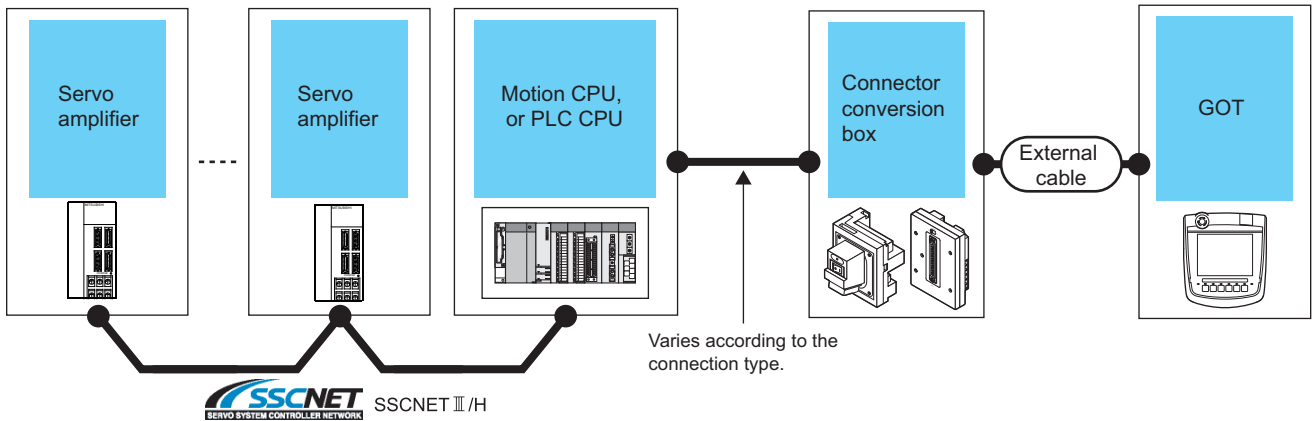 Servo
amplifier
Servo
amplifier
Motion CPU,
or PLC CPU
Connector
conversion
box
External
cable
GOT
Varies according to the
connection type.
SSCNET
SERVO SYSTEM CONTROLLER NETWORK
SSCNETⅢ/H